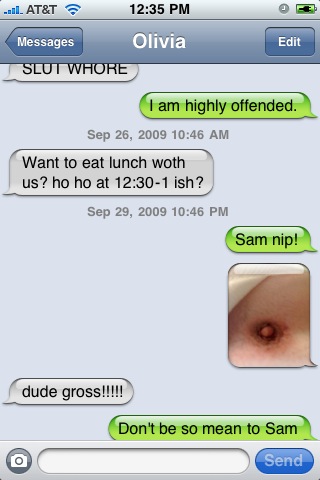 AT&T 12:35 PM
Messages Olivia Edit
SLUT WHORE
I am highly offended.
Sep 26, 2009 10:46 AM
Want to eat lunch woth
us? ho ho at 12:30-1 ish?
Sep 29, 2009 10:46 PM
Sam nip!
dude gross!!!!!
Don't be so mean to Sam
Send